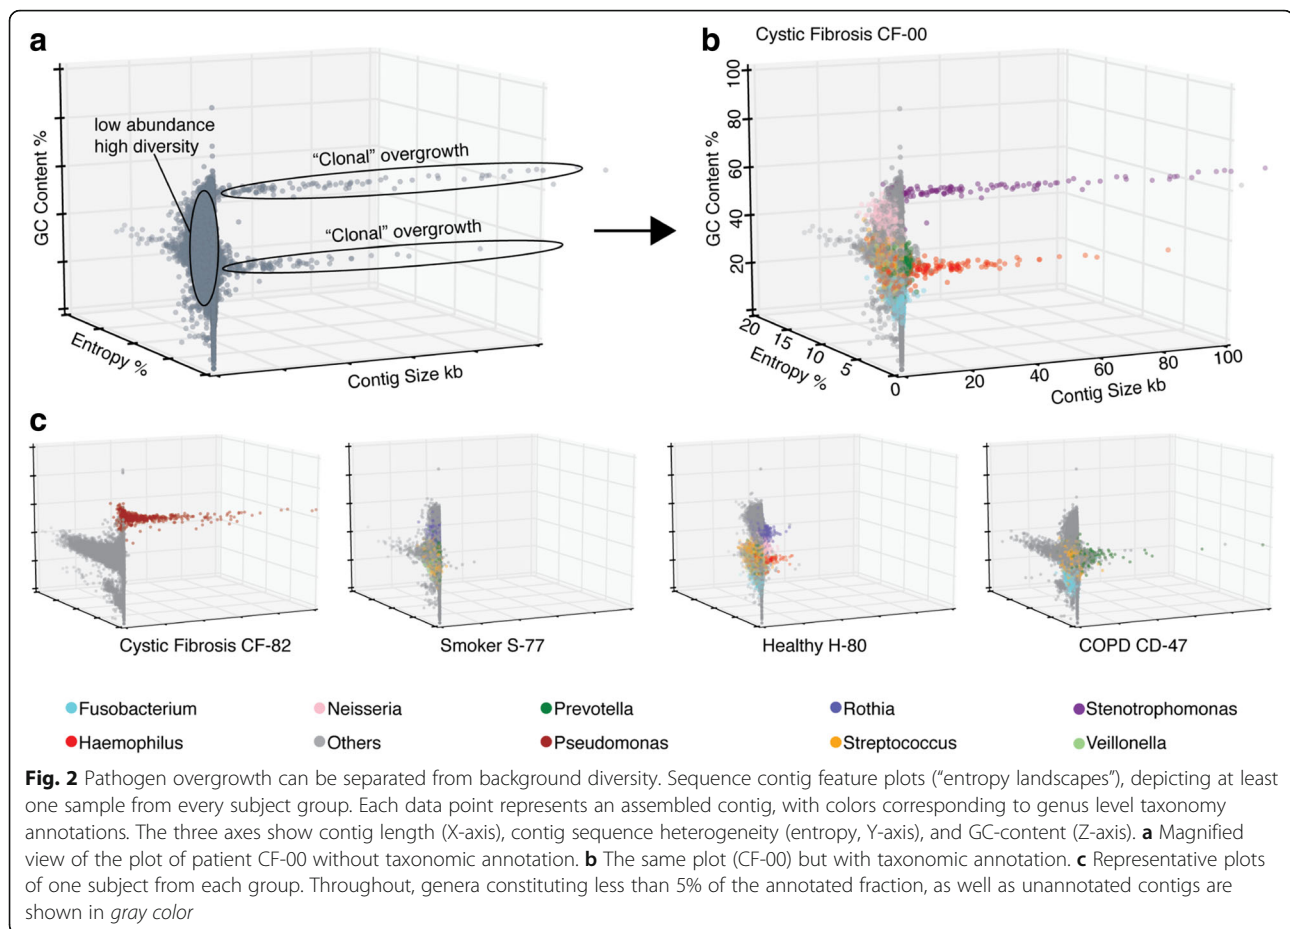 a
low abundance
high diversity
"Clonal" overgrowth
"Clonal" overgrowth
GC Content %
Entropy %
Contig Size kb
b
Cystic Fibrosis CF-00
GC Content %
100
80
60
40
20
20
15
10
5
0
Entropy %
20
40
60
80
100
Contig Size kb
c
Cystic Fibrosis CF-82
Smoker S-77
Healthy H-80
COPD CD-47
Fusobacterium
Neisseria
Prevotella
Rothia
Stenotrophomonas
Haemophilus
Others
Pseudomonas
Streptococcus
Veillonella
Fig. 2 Pathogen overgrowth can be separated from background diversity. Sequence contig feature plots ("entropy landscapes"), depicting at least
one sample from every subject group. Each data point represents an assembled contig, with colors corresponding to genus level taxonomy
annotations. The three axes show contig length (X-axis), contig sequence heterogeneity (entropy, Y-axis), and GC-content (Z-axis). a Magnified
view of the plot of patient CF-00 without taxonomic annotation. b The same plot (CF-00) but with taxonomic annotation. c Representative plots
of one subject from each group. Throughout, genera constituting less than 5% of the annotated fraction, as well as unannotated contigs are
shown in gray color